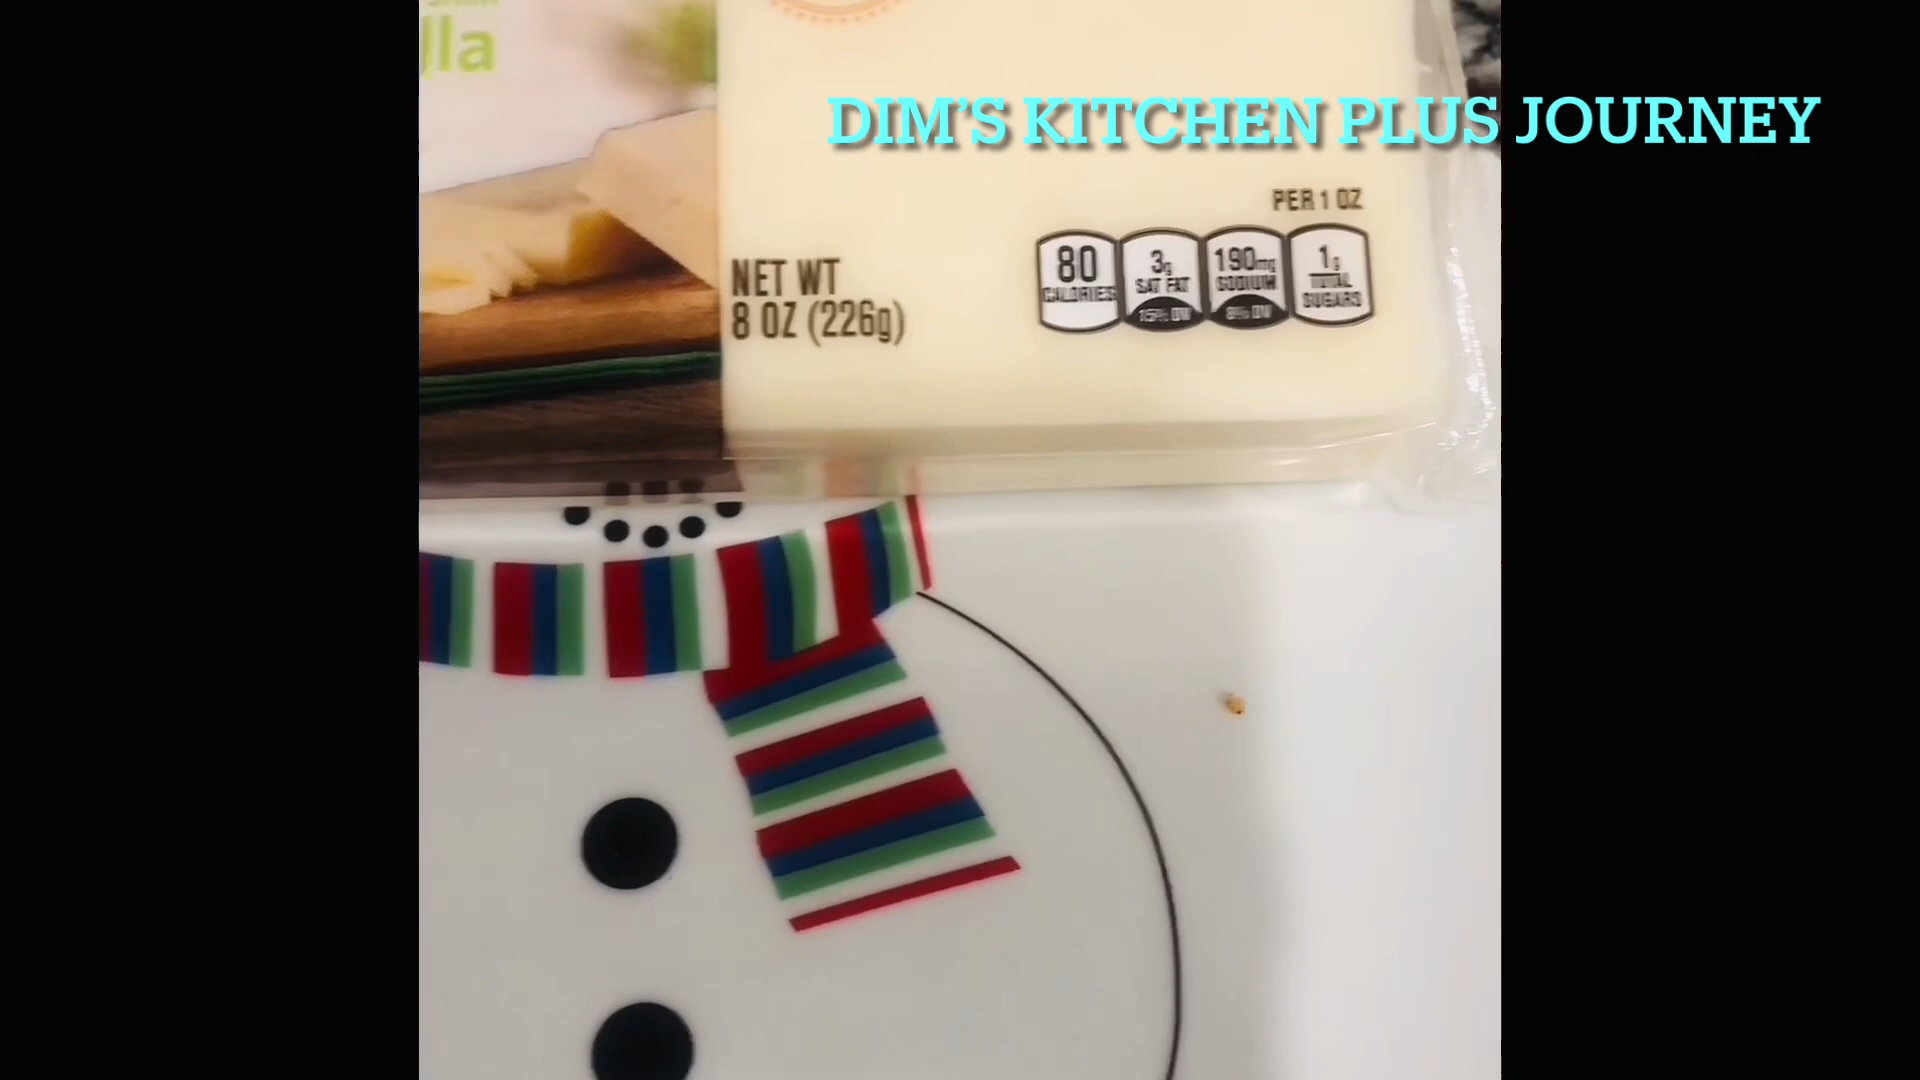 lla
DIM'S KITCHEN PLUS JOURNEY
PER 1 OZ
NET WT
8 OZ (226g)
80
CALORIES
3g
SAT FAT
15% DV
190mg
SODIUM
8% DV
1g
TOTAL
SUGARS